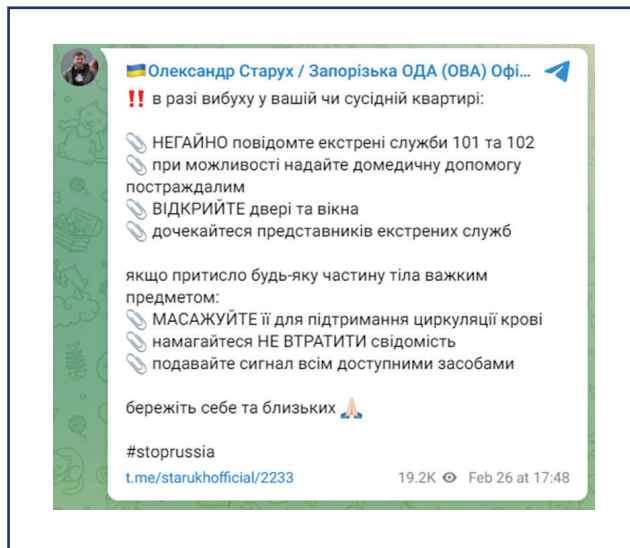 🇺🇦Олександр Старух / Запорізька ОДА (ОВА) Офі...
‼️ в разі вибуху у вашій чи сусідній квартирі:
📎 НЕГАЙНО повідомте екстрені служби 101 та 102
📎 при можливості надайте домедичну допомогу
постраждалим
📎 ВІДКРИЙТЕ двері та вікна
📎 дочекайтеся представників екстрених служб
якщо притисло будь-яку частину тіла важким
предметом:
📎 МАСАЖУЙТЕ її для підтримання циркуляції крові
📎 намагайтеся НЕ ВТРАТИТИ свідомість
📎 подавайте сигнал всім доступними засобами
бережіть себе та близьких 🙏🏻
#stoprussia
t.me/starukhofficial/2233 19.2K Feb 26 at 17:48